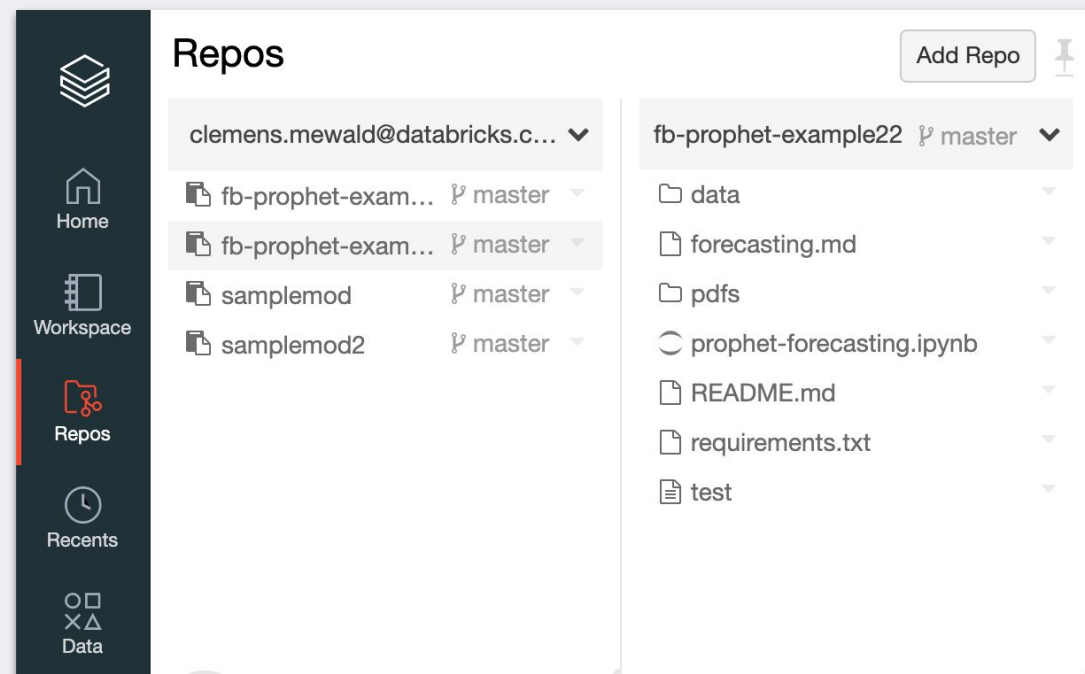 Repos
Add Repo
clemens.mewald@databricks.c...
fb-prophet-exam... master
fb-prophet-exam... master
samplemod master
samplemod2 master
fb-prophet-example22 master
data
forecasting.md
pdfs
prophet-forecasting.ipynb
README.md
requirements.txt
test
Home
Workspace
Repos
Recents
Data